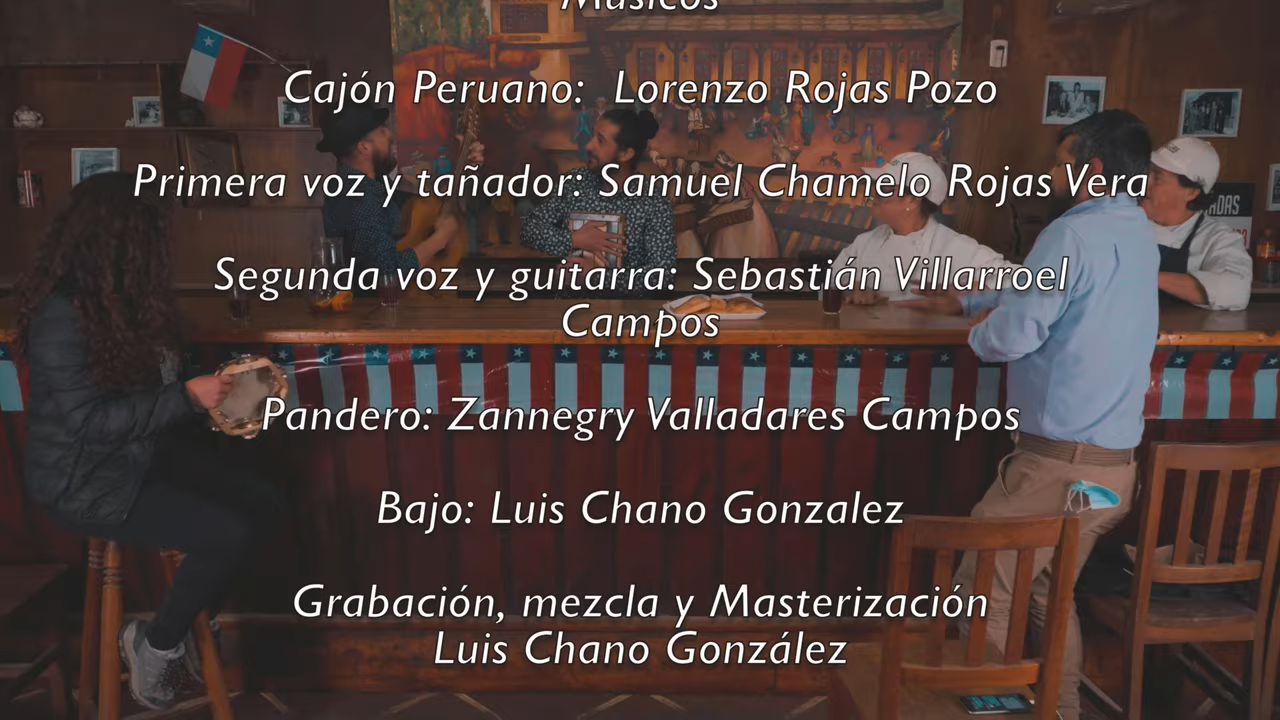 Músicos
Cajón Peruano: Lorenzo Rojas Pozo
Primera voz y tañador: Samuel Chamelo Rojas Vera
Segunda voz y guitarra: Sebastián Villarroel
Campos
Pandero: Zannegry Valladares Campos
Bajo: Luis Chano Gonzalez
Grabación, mezcla y Masterización
Luis Chano González